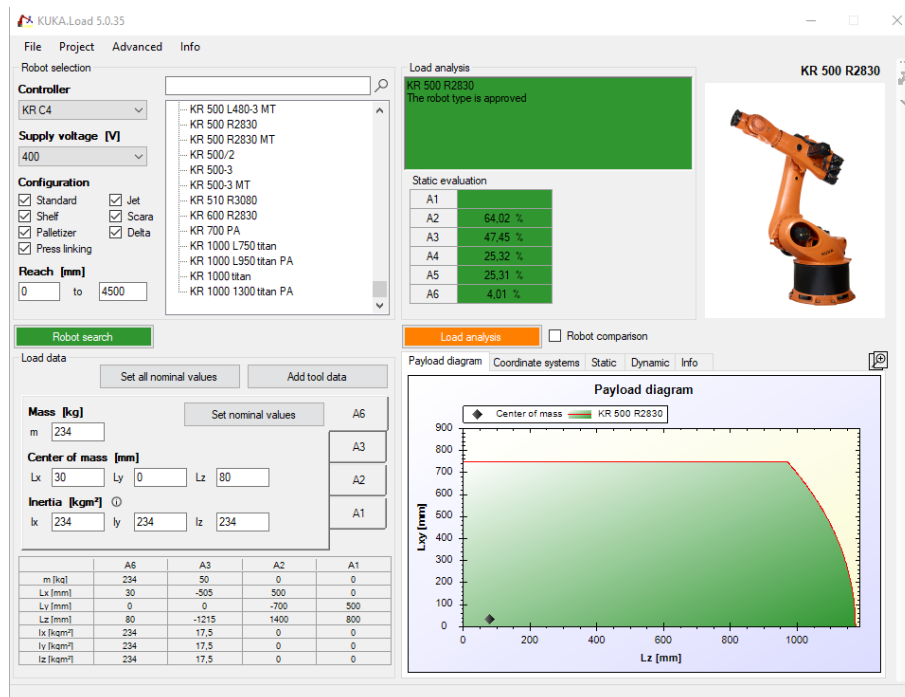 KUKA.Load 5.0.35
File Project Advanced Info
Robot selection
Controller
KR C4
Supply voltage [V]
400
Configuration
Standard Jet
Shelf Scara
Palletizer Delta
Press linking
Reach [mm]
0 to 4500
KR 500 L480-3 MT
KR 500 R2830
KR 500 R2830 MT
KR 500/2
KR 500-3
KR 500-3 MT
KR 510 R3080
KR 600 R2830
KR 700 PA
KR 1000 L750 titan
KR 1000 L950 titan PA
KR 1000 titan
KR 1000 1300 titan PA
Robot search
Load analysis
KR 500 R2830
The robot type is approved
Static evaluation
A1
A2 64,02 %
A3 47,45 %
A4 25,32 %
A5 25,31 %
A6 4,01 %
KR 500 R2830
KUKA
Load analysis Robot comparison
Load data
Set all nominal values Add tool data
Mass [kg] Set nominal values
m 234
Center of mass [mm]
Lx 30 Ly 0 Lz 80
Inertia [kgm²]
Ix 234 Iy 234 Iz 234
A6
A3
A2
A1
A6 A3 A2 A1
m [kg] 234 50 0 0
Lx [mm] 30 -505 500 0
Ly [mm] 0 0 -700 500
Lz [mm] 80 -1215 1400 800
Ix [kgm²] 234 17,5 0 0
Iy [kgm²] 234 17,5 0 0
Iz [kgm²] 234 17,5 0 0
Payload diagram Coordinate systems Static Dynamic Info
Payload diagram
Center of mass KR 500 R2830
900
800
700
600
500
400
300
200
100
0
Lxy [mm]
0 200 400 600 800 1000
Lz [mm]